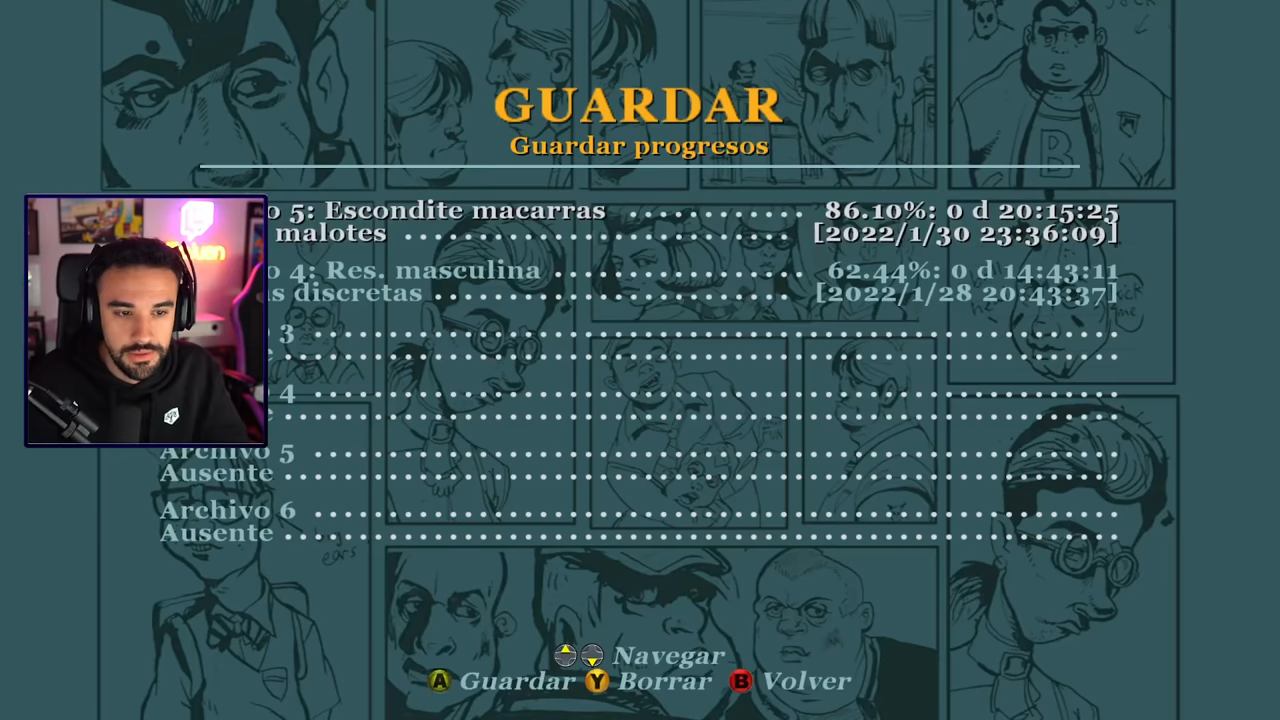 GUARDAR
Guardar progresos
o 5: Escondite macarras 86.10%: 0 d 20:15:25
malotes [2022/1/30 23:36:09]
o 4: Res. masculina 62.44%: 0 d 14:43:11
s discretas [2022/1/28 20:43:37]
3
4
Archivo 5
Ausente
Archivo 6
Ausente
ears
B
Navegar
A Guardar Y Borrar B Volver